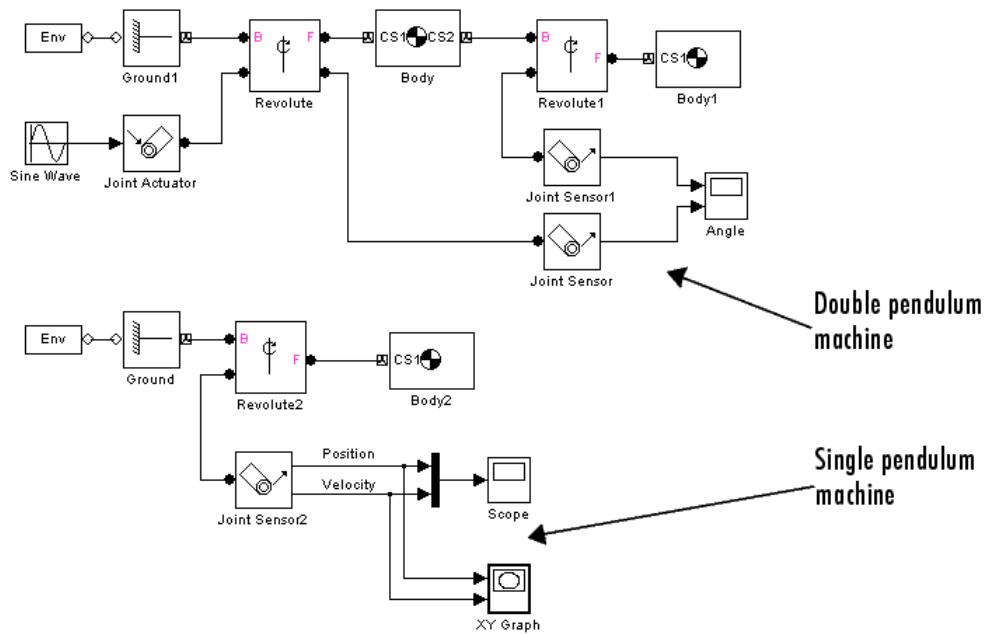 Env
Ground1
B
F
Revolute
CS1
CS2
Body
B
F
Revolute1
CS1
Body1
Sine Wave
Joint Actuator
Joint Sensor1
Angle
Joint Sensor
Double pendulum
machine
Env
Ground
B
F
Revolute2
CS1
Body2
Position
Velocity
Joint Sensor2
Scope
Single pendulum
machine
XY Graph